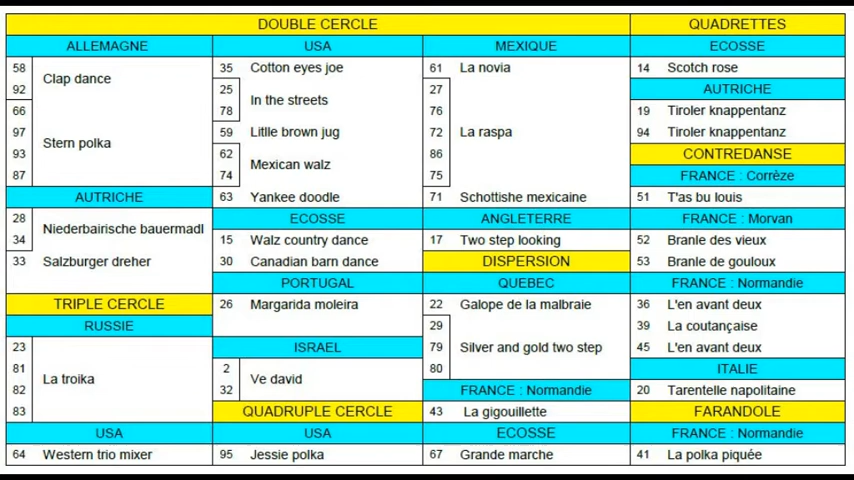 DOUBLE CERCLE
QUADRETTES
ALLEMAGNE
58
92
Clap dance
66
97
93
87
Stern polka
AUTRICHE
28
34
Niederbairische bauermadl
33 Salzburger dreher
TRIPLE CERCLE
RUSSIE
23
81
82
83
La troika
USA
64 Western trio mixer
USA
35 Cotton eyes joe
25
78
In the streets
59 Litlle brown jug
62
74
Mexican walz
63 Yankee doodle
ECOSSE
15 Walz country dance
30 Canadian barn dance
PORTUGAL
26 Margarida moleira
ISRAEL
2
32
Ve david
QUADRUPLE CERCLE
USA
95 Jessie polka
MEXIQUE
61 La novia
27
76
72
86
75
La raspa
71 Schottishe mexicaine
ANGLETERRE
17 Two step looking
DISPERSION
QUEBEC
22 Galope de la malbraie
29
79
80
Silver and gold two step
FRANCE : Normandie
43 La gigouillette
ECOSSE
67 Grande marche
ECOSSE
14 Scotch rose
AUTRICHE
19 Tiroler knappentanz
94 Tiroler knappentanz
CONTREDANSE
FRANCE : Corrèze
51 T'as bu louis
FRANCE : Morvan
52 Branle des vieux
53 Branle de gouloux
FRANCE : Normandie
36 L'en avant deux
39 La coutançaise
45 L'en avant deux
ITALIE
20 Tarentelle napolitaine
FARANDOLE
FRANCE : Normandie
41 La polka piquée